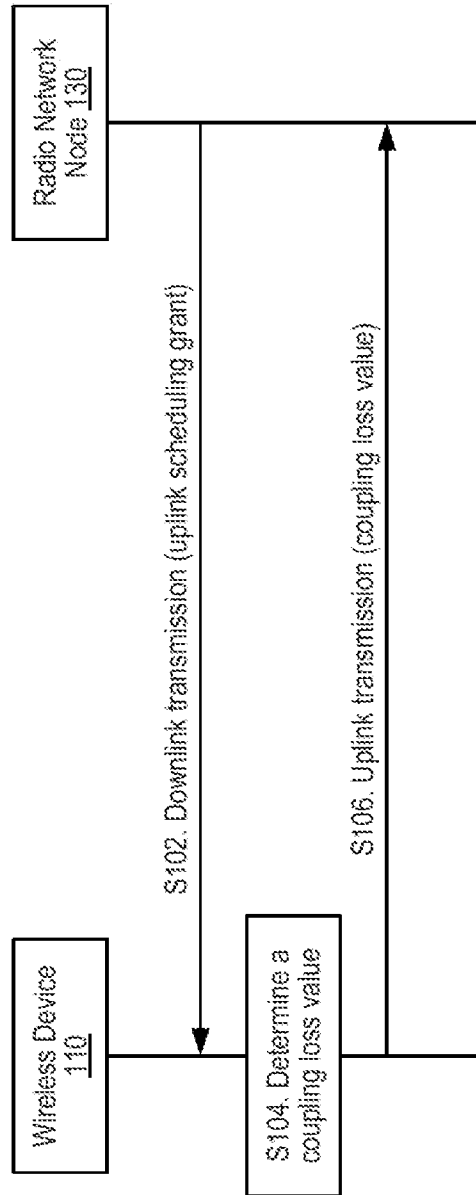 Wireless Device
110
Radio Network
Node 130
S102. Downlink transmission (uplink scheduling grant)
S104. Determine a
coupling loss value
S106. Uplink transmission (coupling loss value)